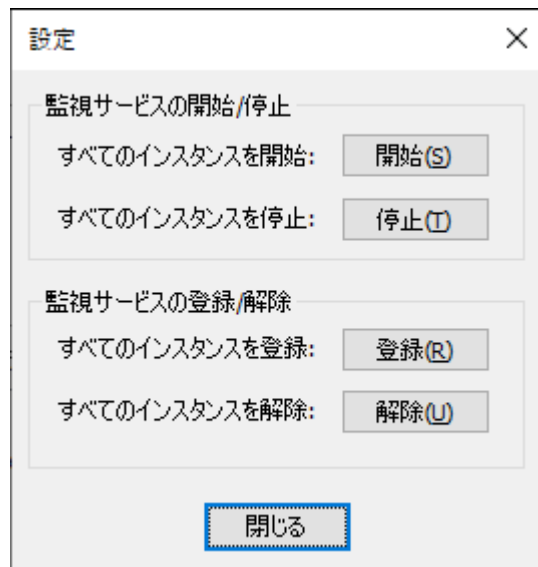 設定
監視サービスの開始/停止
すべてのインスタンスを開始: 開始(S)
すべてのインスタンスを停止: 停止(T)
監視サービスの登録/解除
すべてのインスタンスを登録: 登録(R)
すべてのインスタンスを解除: 解除(U)
閉じる